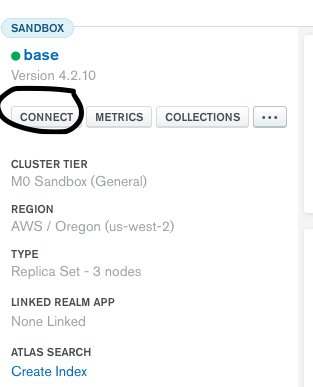 SANDBOX
base
Version 4.2.10
CONNECT METRICS COLLECTIONS ...
CLUSTER TIER
M0 Sandbox (General)
REGION
AWS / Oregon (us-west-2)
TYPE
Replica Set - 3 nodes
LINKED REALM APP
None Linked
ATLAS SEARCH
Create Index